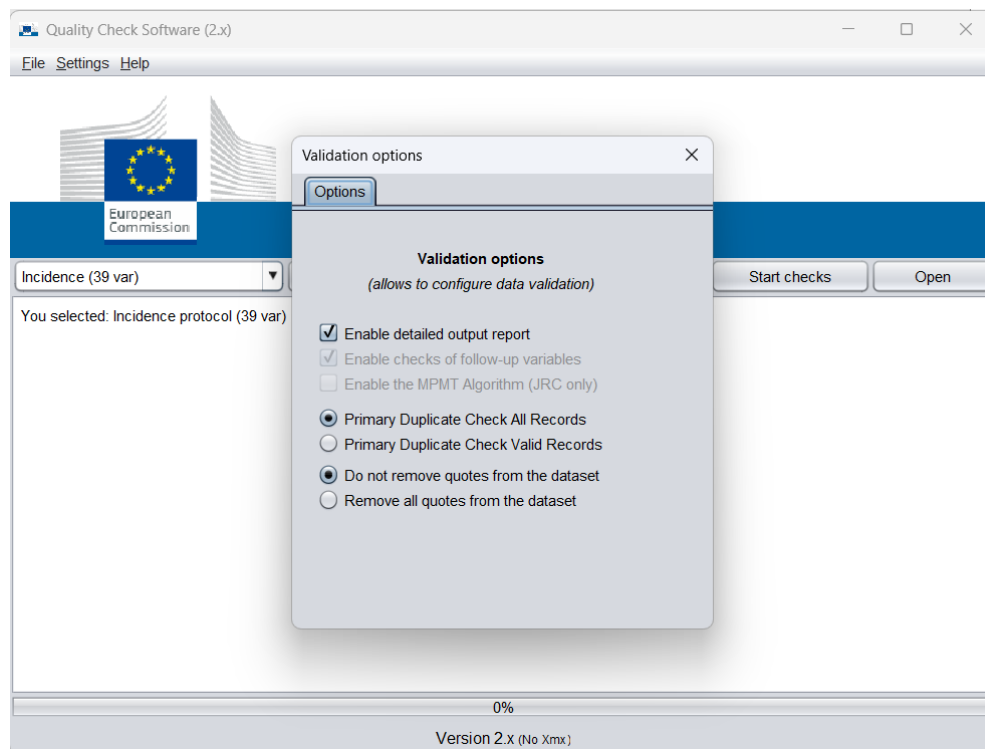 Quality Check Software (2.x)
File Settings Help
European
Commission
Incidence (39 var)
Start checks
Open
You selected: Incidence protocol (39 var)
Validation options
Options
Validation options
(allows to configure data validation)
Enable detailed output report
Enable checks of follow-up variables
Enable the MPMT Algorithm (JRC only)
Primary Duplicate Check All Records
Primary Duplicate Check Valid Records
Do not remove quotes from the dataset
Remove all quotes from the dataset
0%
Version 2.x (No Xmx)